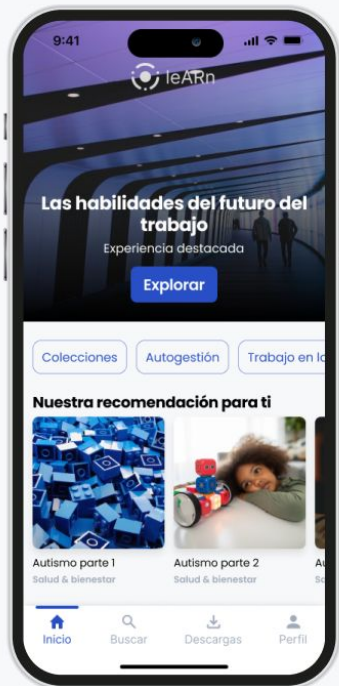 9:41
leARn
Las habilidades del futuro del
trabajo
Experiencia destacada
Explorar
Colecciones
Autogestión
Trabajo en
Nuestra recomendación para ti
Autismo parte 1
Autismo parte 2
Salud & bienestar
Salud & bienestar
Inicio
Buscar
Descargas
Perfil